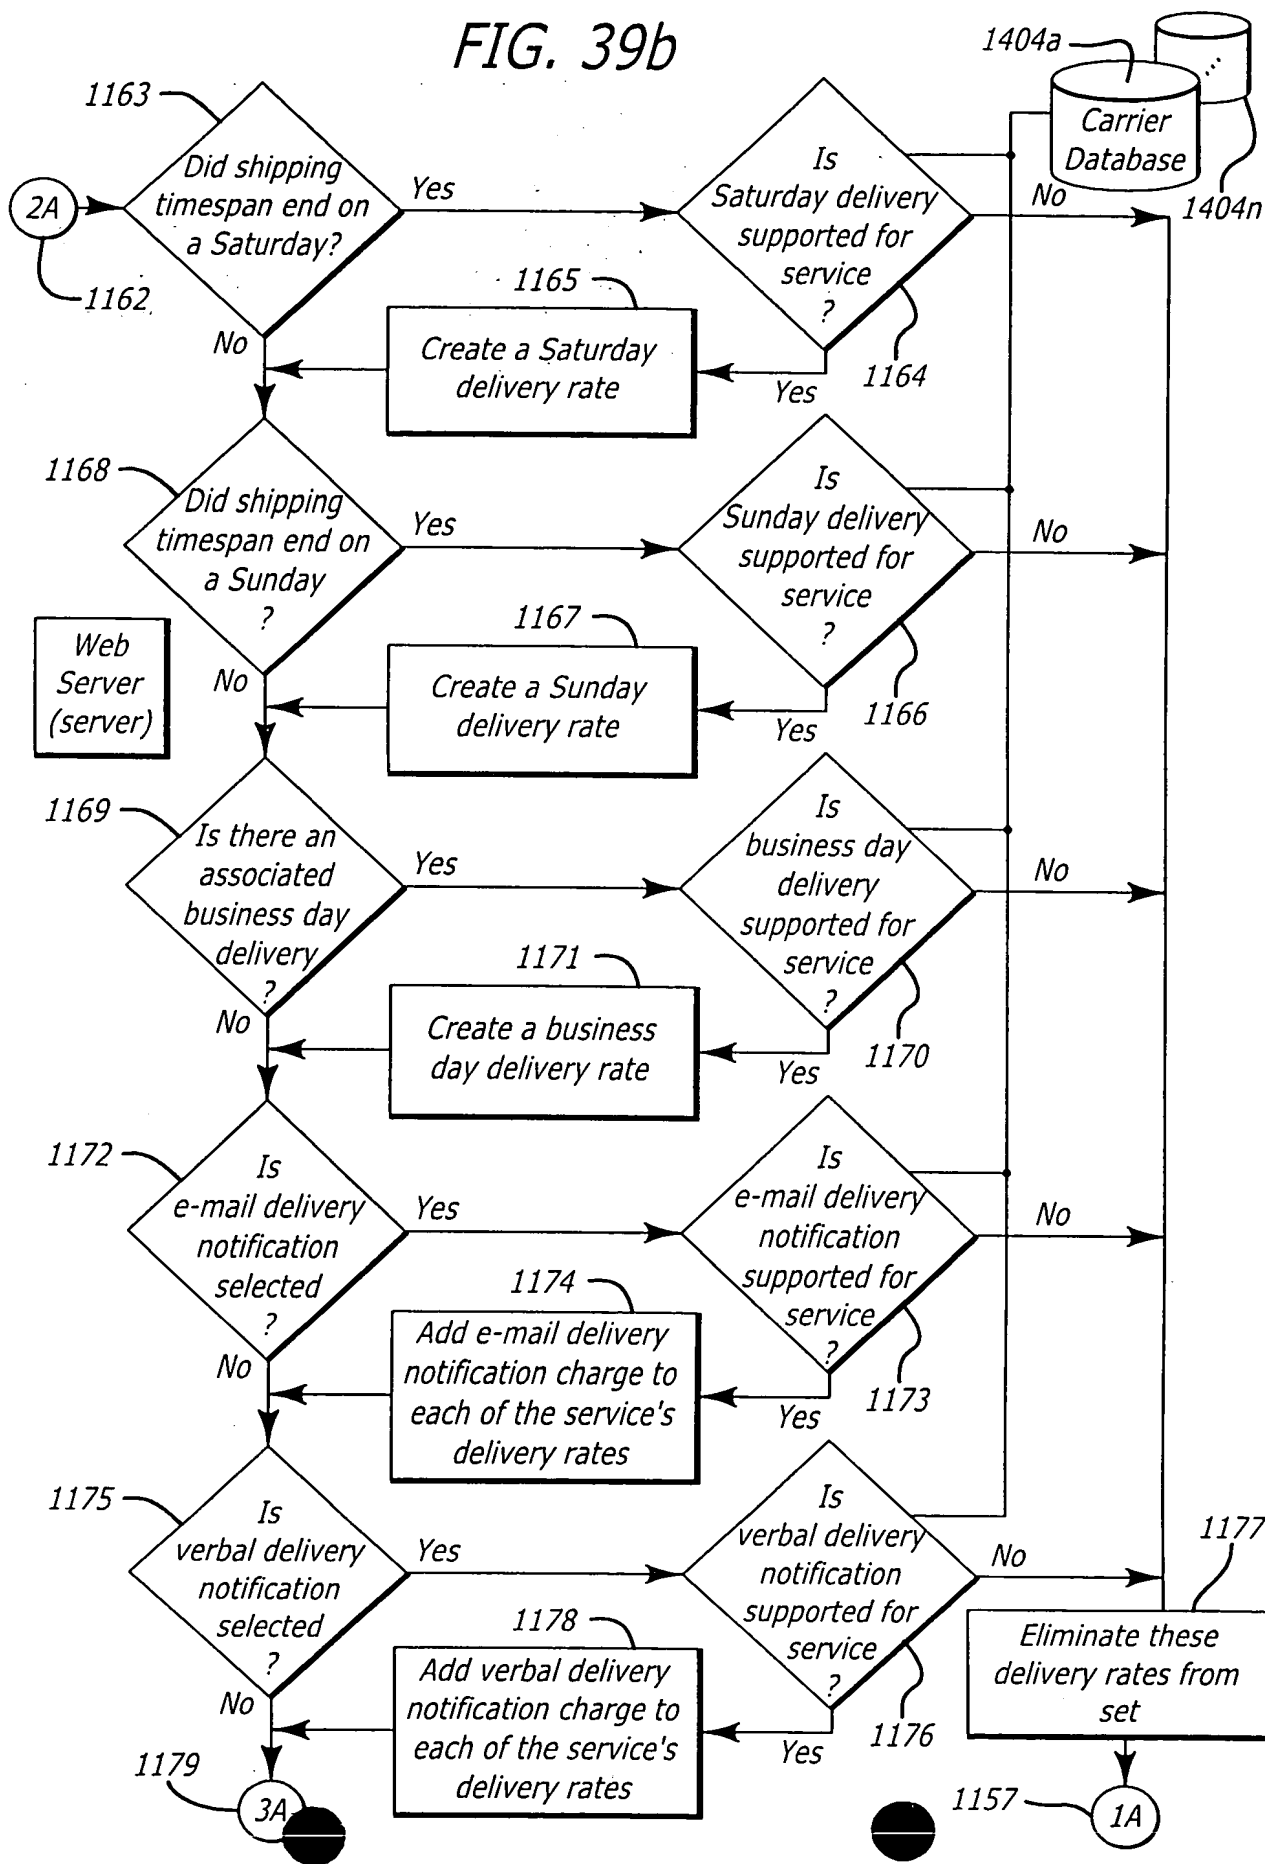 FIG. 39b
1404a
Carrier
Database
1404n
1163
Did shipping
timespan end on
a Saturday?
2A
1162
Yes
Is
Saturday delivery
supported for
service
?
1164
No
1165
Create a Saturday
delivery rate
Yes
No
1168
Did shipping
timespan end on
a Sunday
?
Yes
Is
Sunday delivery
supported for
service
?
1166
No
Web
Server
(server)
1167
Create a Sunday
delivery rate
Yes
No
1169
Is there an
associated
business day
delivery
?
Yes
Is
business day
delivery
supported for
service
?
1170
No
1171
Create a business
day delivery rate
Yes
No
1172
Is
e-mail delivery
notification
selected
?
Yes
Is
e-mail delivery
notification
supported for
service
?
1173
No
1174
Add e-mail delivery
notification charge to
each of the service's
delivery rates
Yes
No
1175
Is
verbal delivery
notification
selected
?
Yes
Is
verbal delivery
notification
supported for
service
?
1176
No
1177
Eliminate these
delivery rates from
set
1178
Add verbal delivery
notification charge to
each of the service's
delivery rates
Yes
No
1179
3A
1157
1A